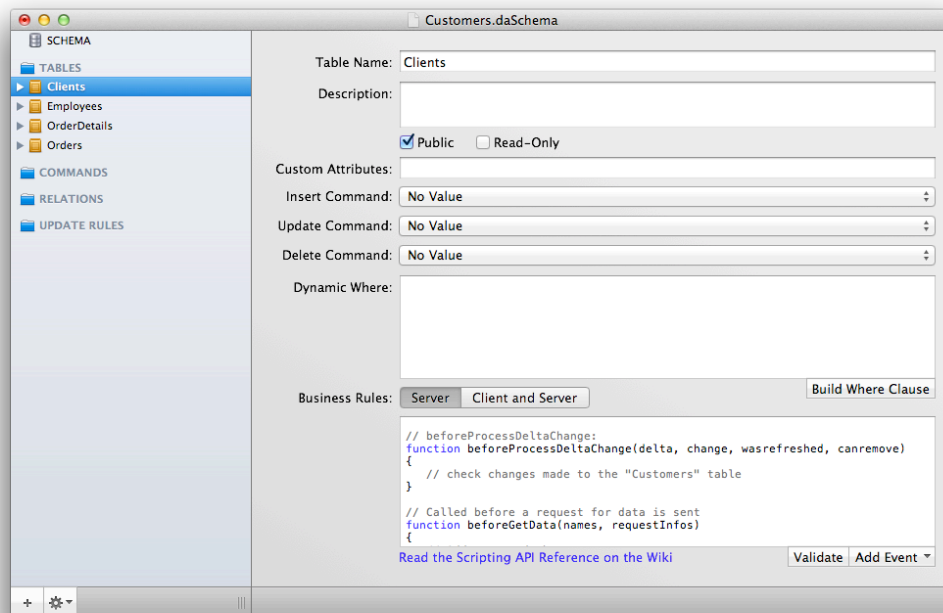 Customers.daSchema
SCHEMA
TABLES
Clients
Employees
OrderDetails
Orders
COMMANDS
RELATIONS
UPDATE RULES
Table Name: Clients
Description:
Public Read-Only
Custom Attributes:
Insert Command: No Value
Update Command: No Value
Delete Command: No Value
Dynamic Where:
Build Where Clause
Business Rules: Server Client and Server
// beforeProcessDeltaChange:
function beforeProcessDeltaChange(delta, change, wasrefreshed, canremove)
{
// check changes made to the "Customers" table
}
// Called before a request for data is sent
function beforeGetData(names, requestInfos)
{
Read the Scripting API Reference on the Wiki
Validate Add Event